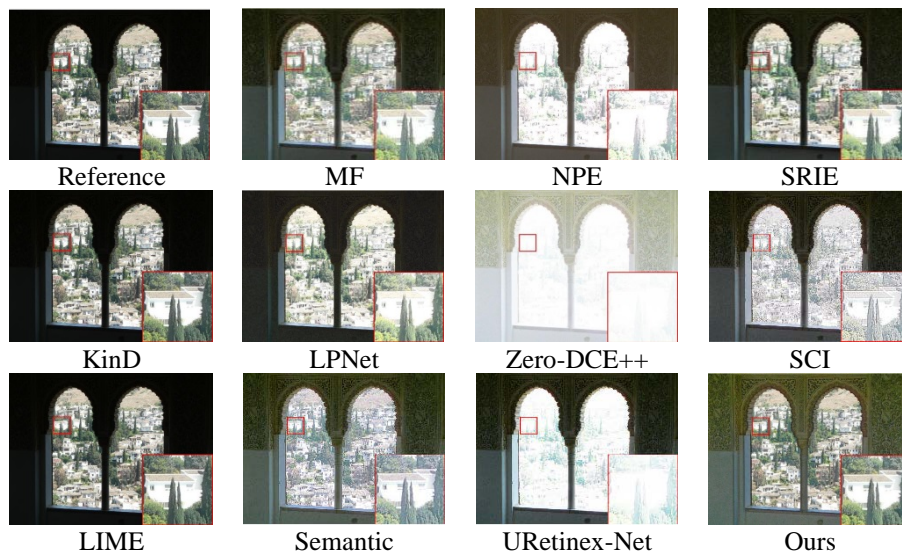 Reference
MF
NPE
SRIE
KinD
LPNet
Zero-DCE++
SCI
LIME
Semantic
URetinex-Net
Ours